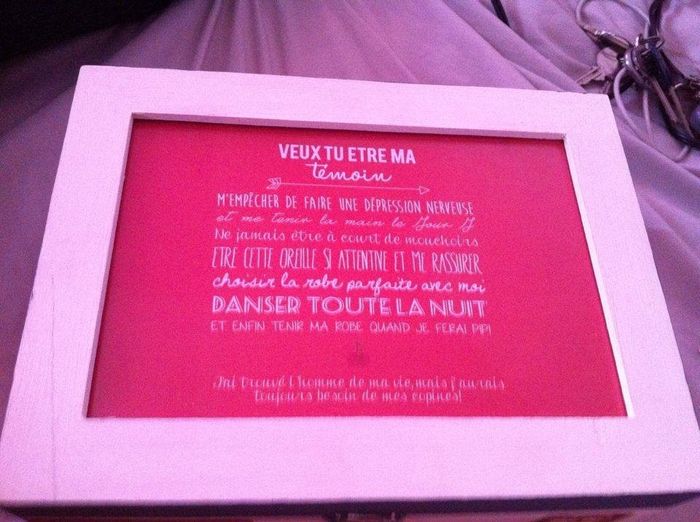 VEUX TU ETRE MA
témoin
M'EMPÊCHER DE FAIRE UNE DÉPRESSION NERVEUSE
et me tenir la main le Jour J
Ne jamais être à court de mouchoirs
ETRE CETTE OREILLE SI ATTENTIVE ET ME RASSURER
choisir la robe parfaite avec moi
DANSER TOUTE LA NUIT
ET ENFIN TENIR MA ROBE QUAND JE FERAI PIPI
J'ai trouvé l'homme de ma vie, mais j'aurais
toujours besoin de mes copines!